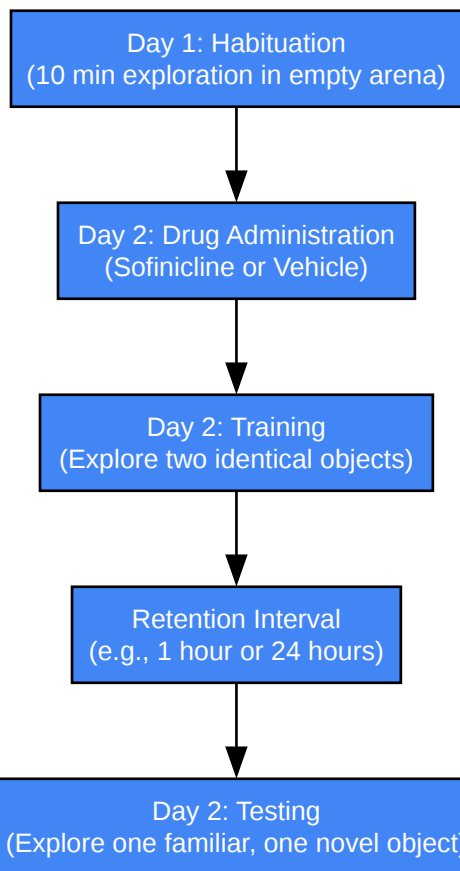 Day 1: Habituation
(10 min exploration in empty arena)
Day 2: Drug Administration
(Sofinicline or Vehicle)
Day 2: Training
(Explore two identical objects)
Retention Interval
(e.g., 1 hour or 24 hours)
Day 2: Testing
(Explore one familiar, one novel object)